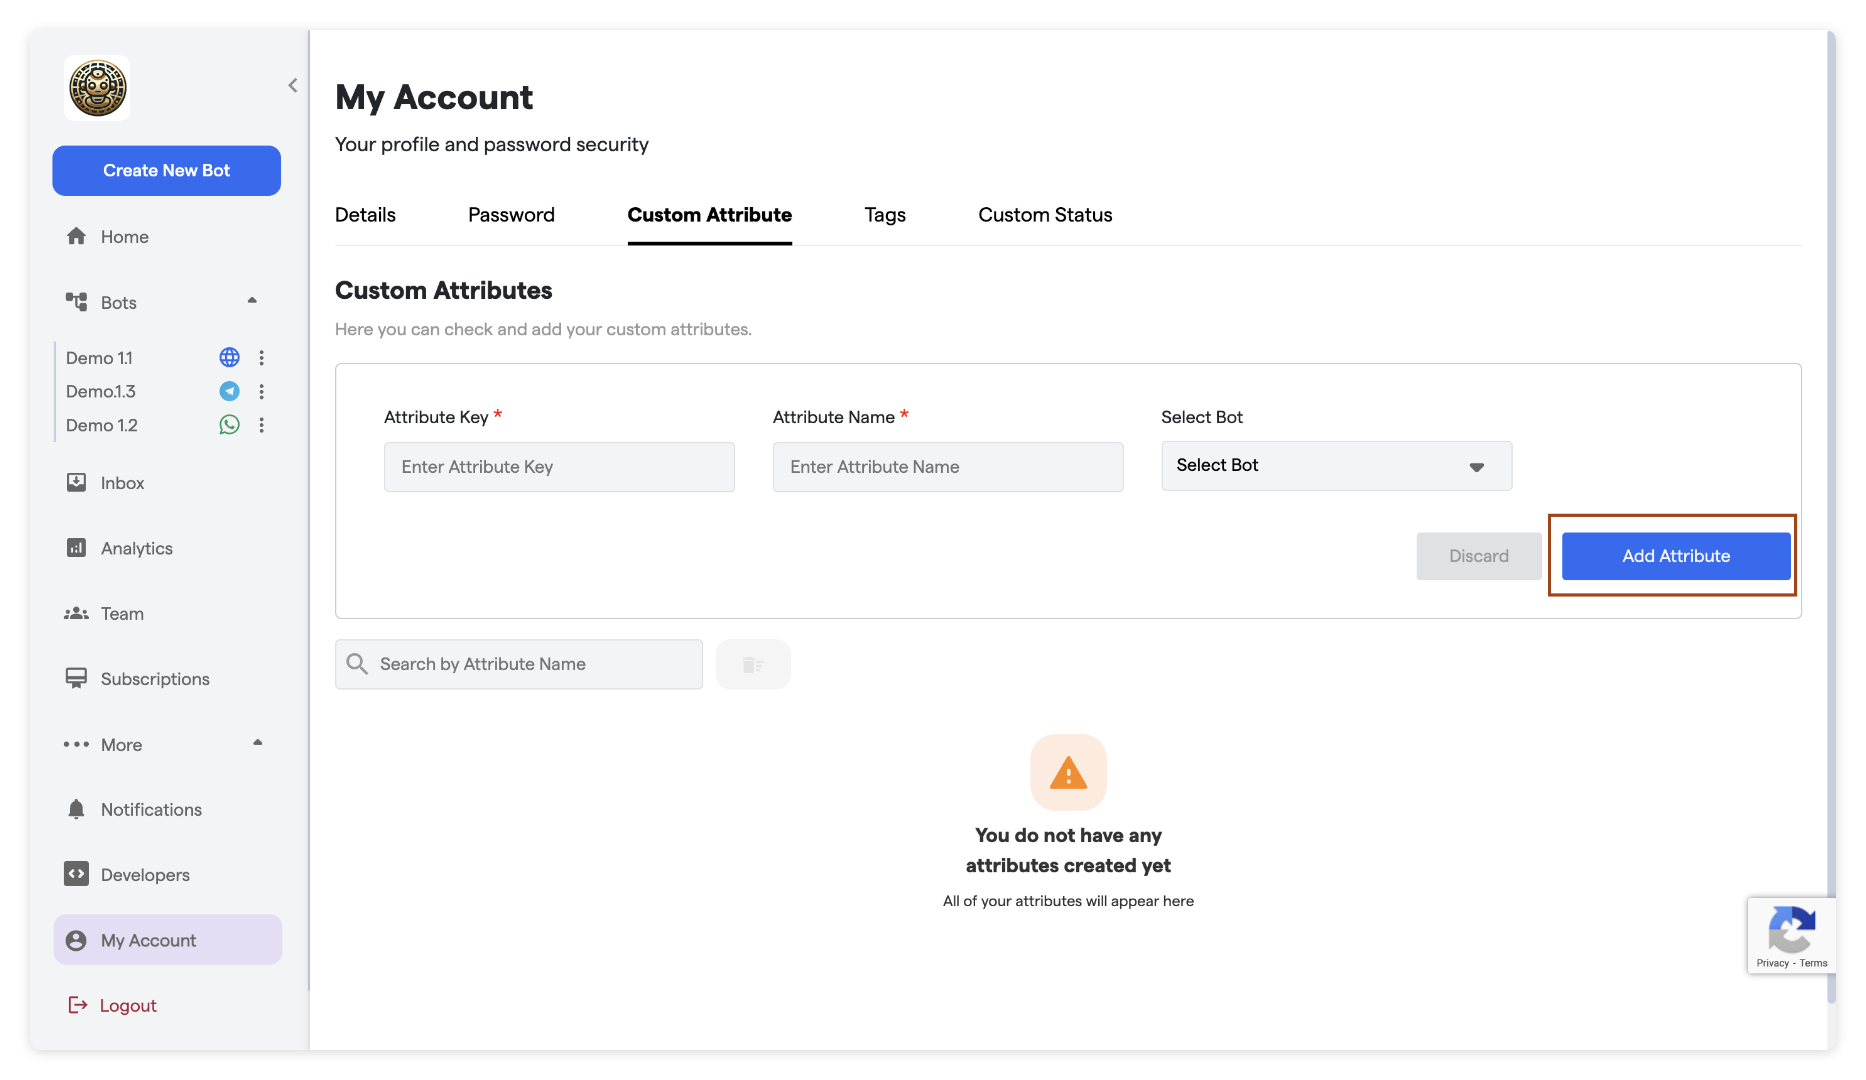 Create New Bot
Home
Bots
Demo 1.1
Demo.1.3
Demo 1.2
Inbox
Analytics
Team
Subscriptions
More
Notifications
Developers
My Account
Logout
My Account
Your profile and password security
Details Password Custom Attribute Tags Custom Status
Custom Attributes
Here you can check and add your custom attributes.
Attribute Key * Attribute Name * Select Bot
Enter Attribute Key Enter Attribute Name Select Bot
Discard Add Attribute
Search by Attribute Name
You do not have any
attributes created yet
All of your attributes will appear here
Privacy - Terms